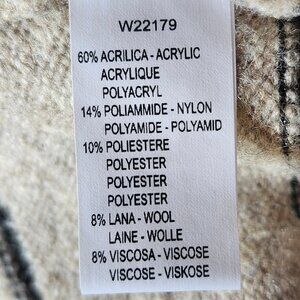 W22179
60% ACRILICA - ACRYLIC
ACRYLIQUE
POLYACRYL
14% POLIAMMIDE - NYLON
POLYAMIDE - POLYAMID
10% POLIESTERE
POLYESTER
POLYESTER
POLYESTER
8% LANA - WOOL
LAINE - WOLLE
8% VISCOSA - VISCOSE
VISCOSE - VISKOSE